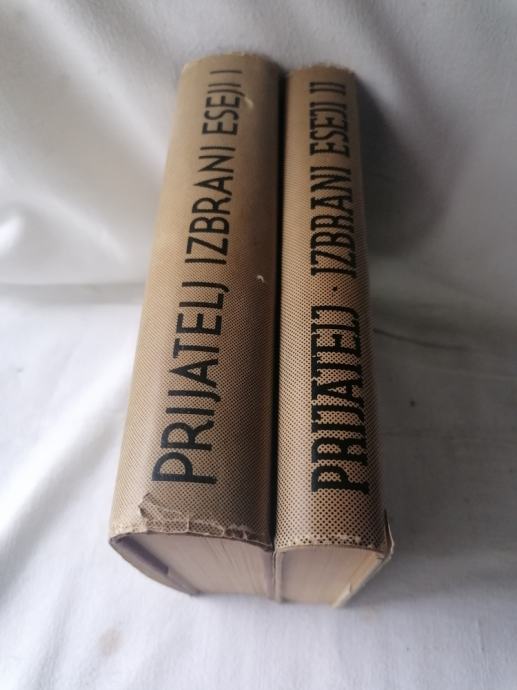 PRIJATELJ IZBRANI ESEJI I
PRIJATELJ · IZBRANI ESEJI II